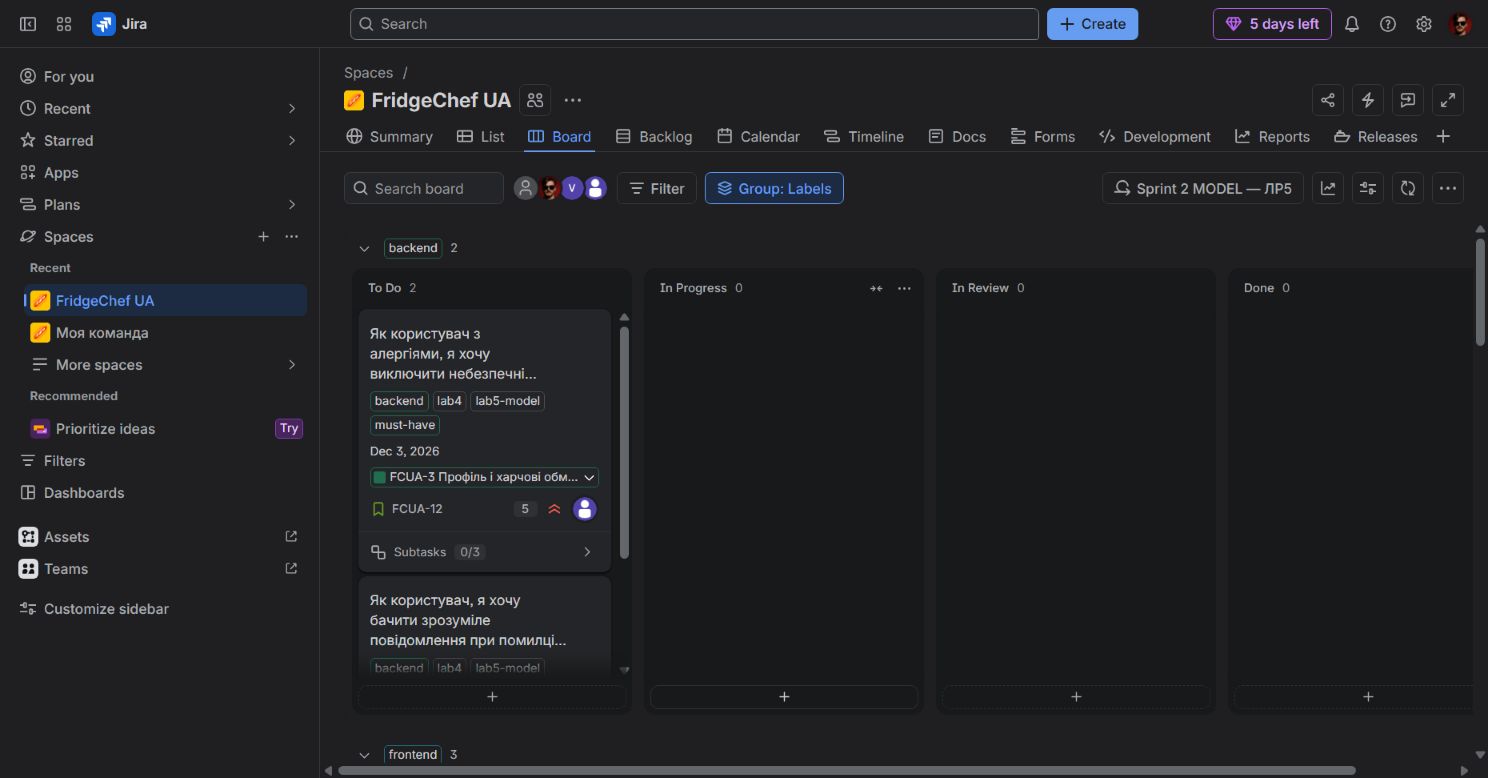 Jira
Search
Create
5 days left
For you
Recent
Starred
Apps
Plans
Spaces
Recent
FridgeChef UA
Моя команда
More spaces
Recommended
Prioritize ideas
Try
Filters
Dashboards
Assets
Teams
Customize sidebar
Spaces /
FridgeChef UA
Summary
List
Board
Backlog
Calendar
Timeline
Docs
Forms
Development
Reports
Releases
Search board
V
Filter
Group: Labels
Sprint 2 MODEL — ЛР5
backend 2
To Do 2
In Progress 0
In Review 0
Done 0
Як користувач з
алергіями, я хочу
виключити небезпечні...
backend lab4 lab5-model
must-have
Dec 3, 2026
FCUA-3 Профіль і харчові обм...
FCUA-12
5
Subtasks 0/3
Як користувач, я хочу
бачити зрозуміле
повідомлення при помилці...
backend lab4 lab5-model
frontend 3